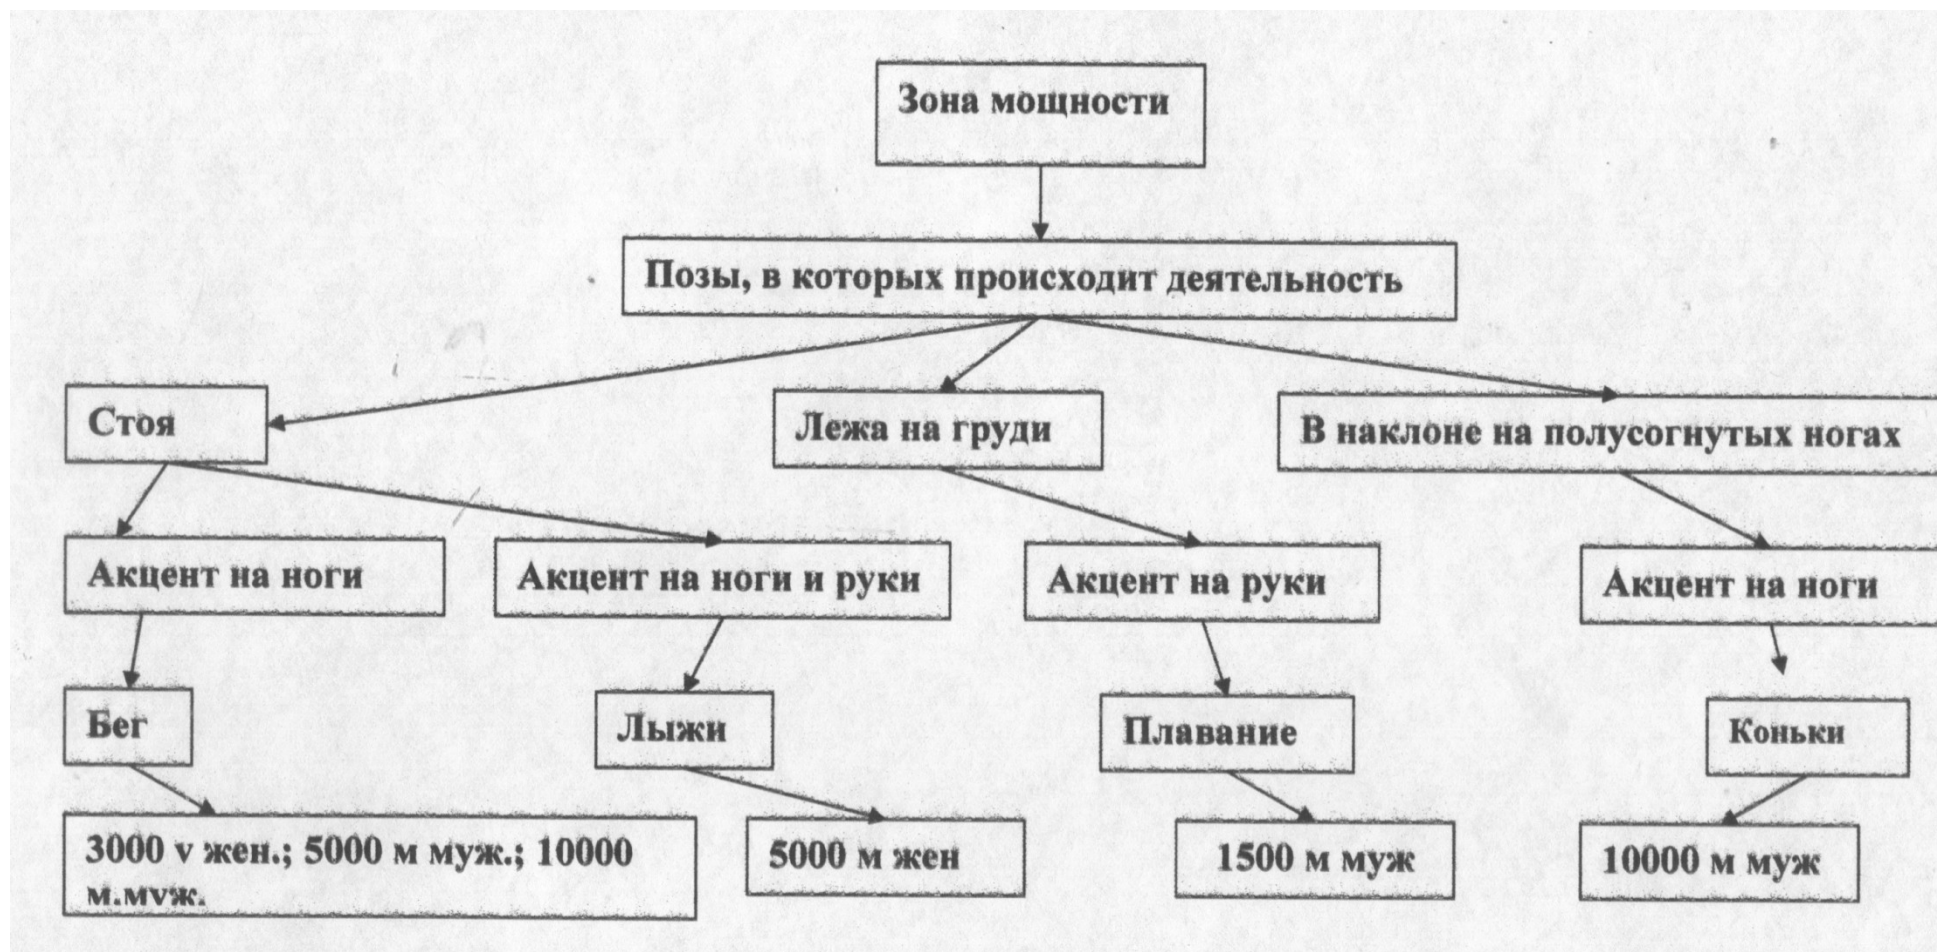 Зона мощности
Позы, в которых происходит деятельность
Стоя
Лежа на груди
В наклоне на полусогнутых ногах
Акцент на ноги
Акцент на ноги и руки
Акцент на руки
Акцент на ноги
Бег
Лыжи
Плавание
Коньки
3000 v жен.; 5000 м муж.; 10000
м.муж.
5000 м жен
1500 м муж
10000 м муж